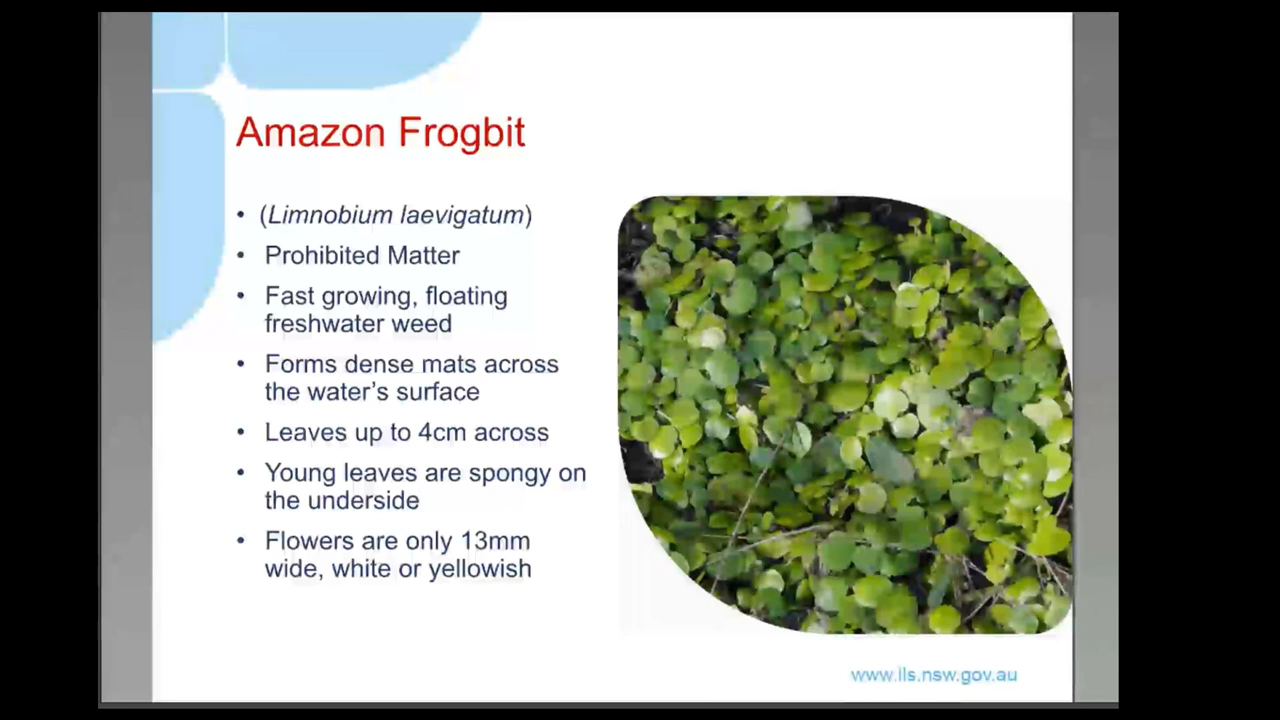 Amazon Frogbit
• (Limnobium laevigatum)
• Prohibited Matter
• Fast growing, floating
freshwater weed
• Forms dense mats across
the water's surface
• Leaves up to 4cm across
• Young leaves are spongy on
the underside
• Flowers are only 13mm
wide, white or yellowish
www.lls.nsw.gov.au